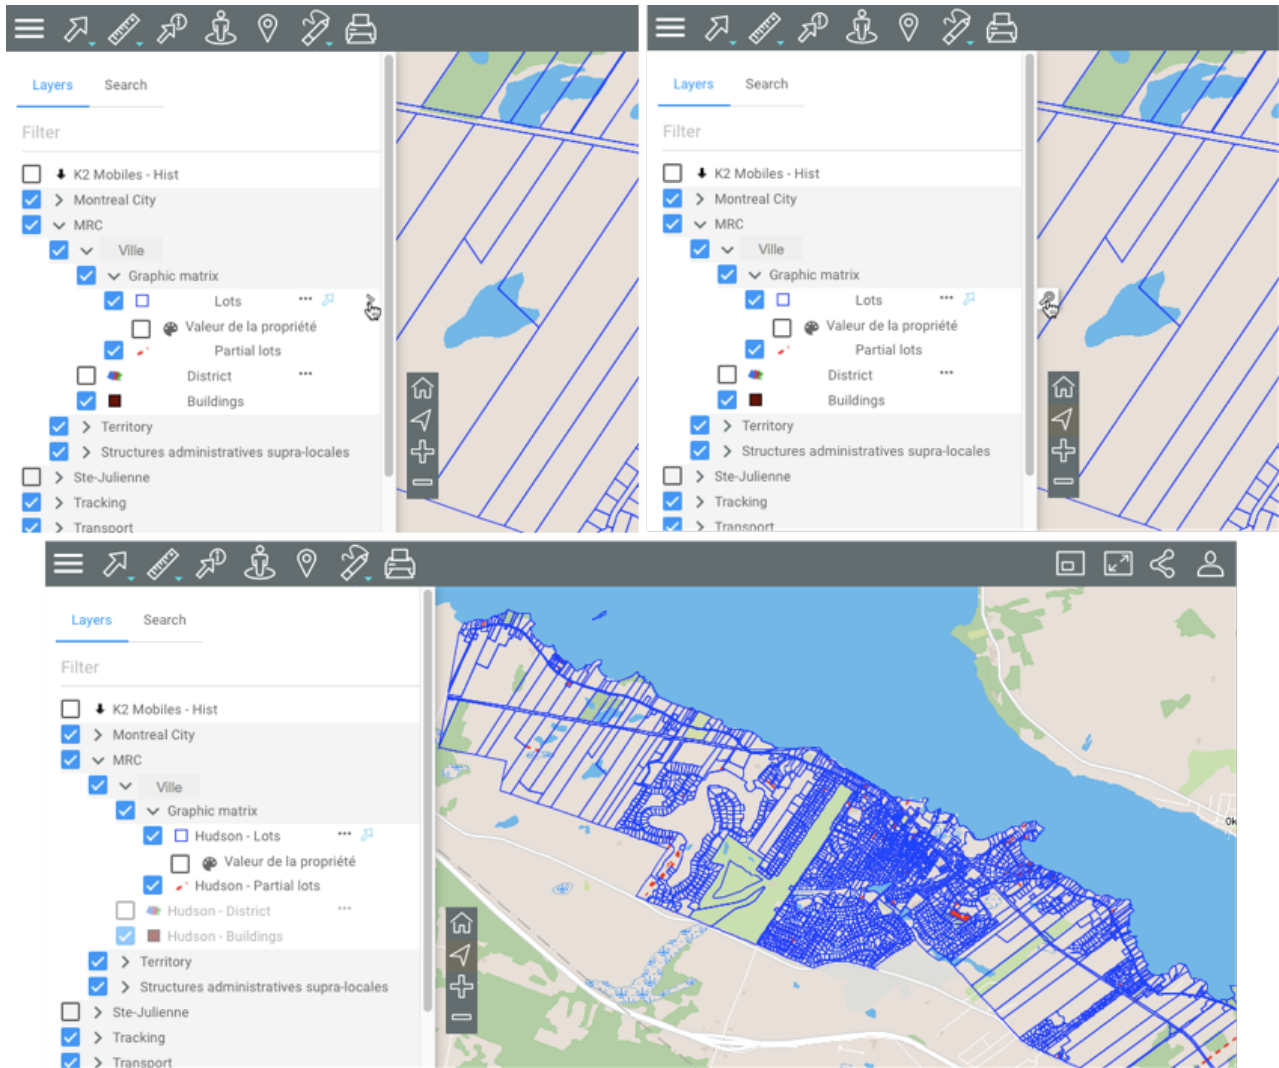 Layers Search
Filter
K2 Mobiles - Hist
Montreal City
MRC
Ville
Graphic matrix
Lots
Valeur de la propriété
Partial lots
District
Buildings
Territory
Structures administratives supra-locales
Ste-Julienne
Tracking
Transport
Layers Search
Filter
K2 Mobiles - Hist
Montreal City
MRC
Ville
Graphic matrix
Lots
Valeur de la propriété
Partial lots
District
Buildings
Territory
Structures administratives supra-locales
Ste-Julienne
Tracking
Transport
Layers Search
Filter
K2 Mobiles - Hist
Montreal City
MRC
Ville
Graphic matrix
Hudson - Lots
Valeur de la propriété
Hudson - Partial lots
Hudson - District
Hudson - Buildings
Territory
Structures administratives supra-locales
Ste-Julienne
Tracking
Transport
Ok